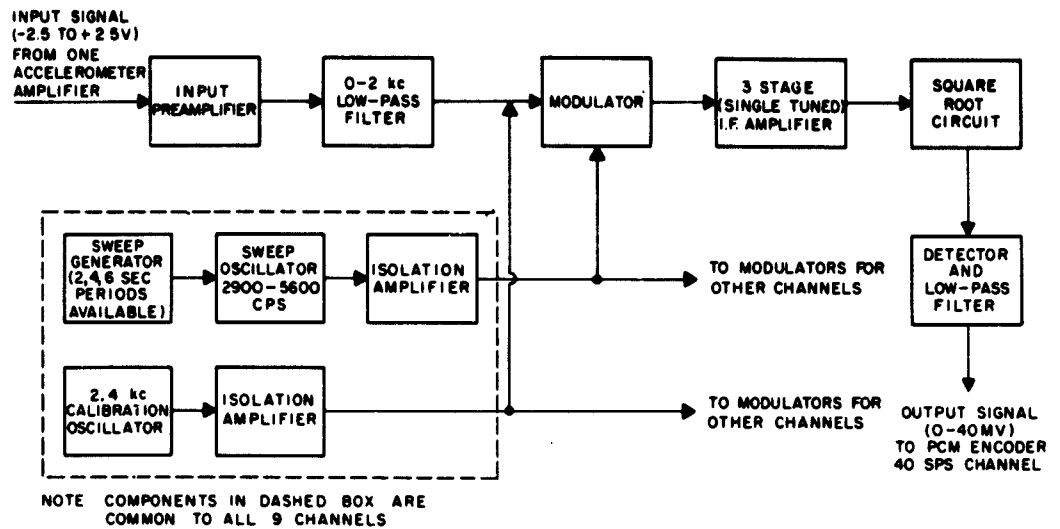 INPUT SIGNAL
(-2.5 TO + 2 5V)
FROM ONE
ACCELEROMETER
AMPLIFIER
INPUT
PREAMPLIFIER
0-2 kc
LOW-PASS
FILTER
MODULATOR
3 STAGE
(SINGLE TUNED)
I.F. AMPLIFIER
SQUARE
ROOT
CIRCUIT
SWEEP
GENERATOR
(2,4,6 SEC
PERIODS
AVAILABLE)
SWEEP
OSCILLATOR
2900-5600
CPS
ISOLATION
AMPLIFIER
TO MODULATORS FOR
OTHER CHANNELS
DETECTOR
AND
LOW-PASS
FILTER
2.4 kc
CALIBRATION
OSCILLATOR
ISOLATION
AMPLIFIER
TO MODULATORS FOR
OTHER CHANNELS
OUTPUT SIGNAL
(0-40MV)
TO PCM ENCODER
40 SPS CHANNEL
NOTE COMPONENTS IN DASHED BOX ARE
COMMON TO ALL 9 CHANNELS